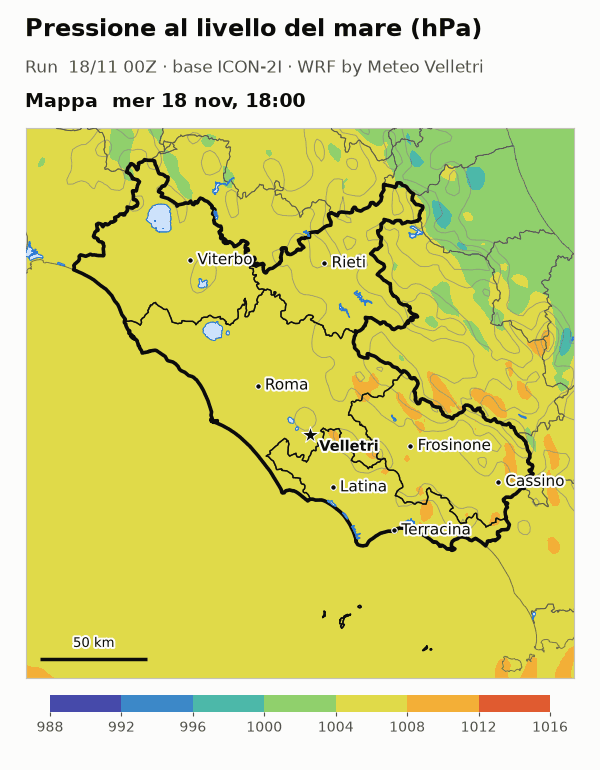 Pressione al livello del mare (hPa)
Run  18/11 00Z · base ICON-2I · WRF by Meteo Velletri
Mappa  mer 18 nov, 18:00
Viterbo
Rieti
Roma
Velletri
Frosinone
Cassino
Latina
Terracina
50 km
988 992 996 1000 1004 1008 1012 1016